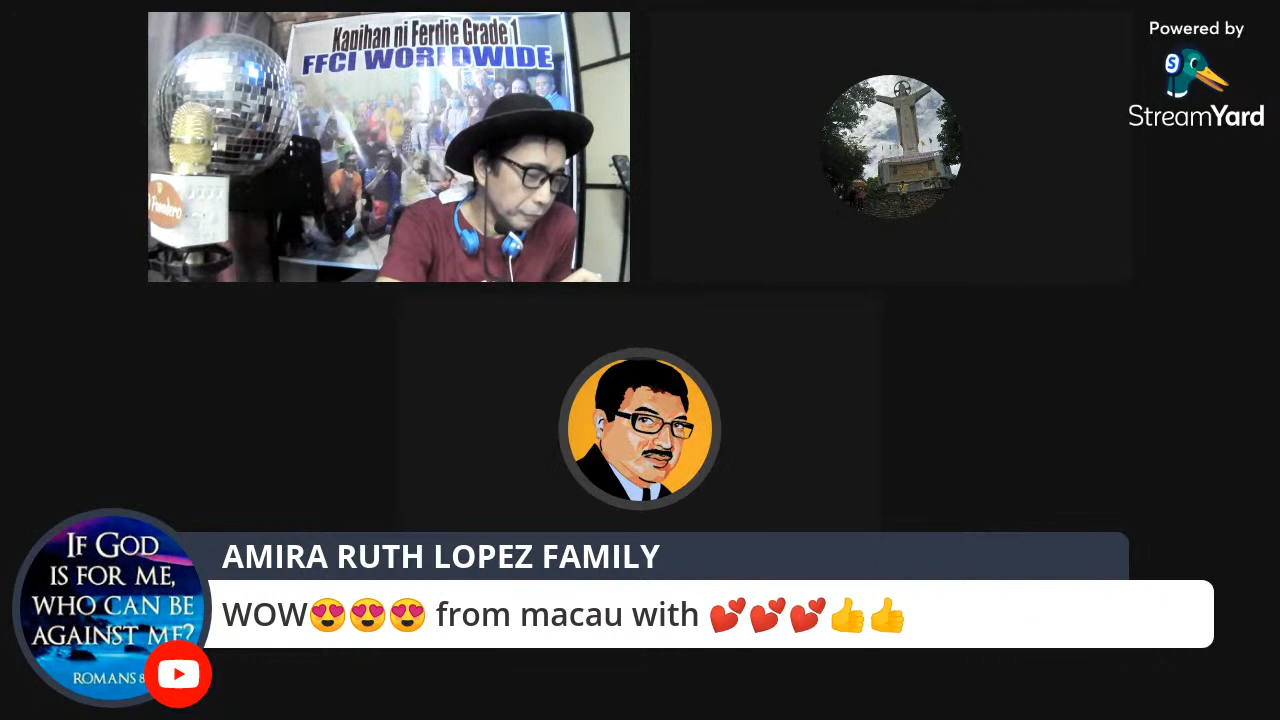 Kapihan ni Ferdie Grade 1
FFCI WORLDWIDE
Powered by
StreamYard
IF GOD
IS FOR ME,
WHO CAN BE
AGAINST ME?
ROMANS 8
AMIRA RUTH LOPEZ FAMILY
WOW😍😍😍 from macau with 💕💕💕👍👍